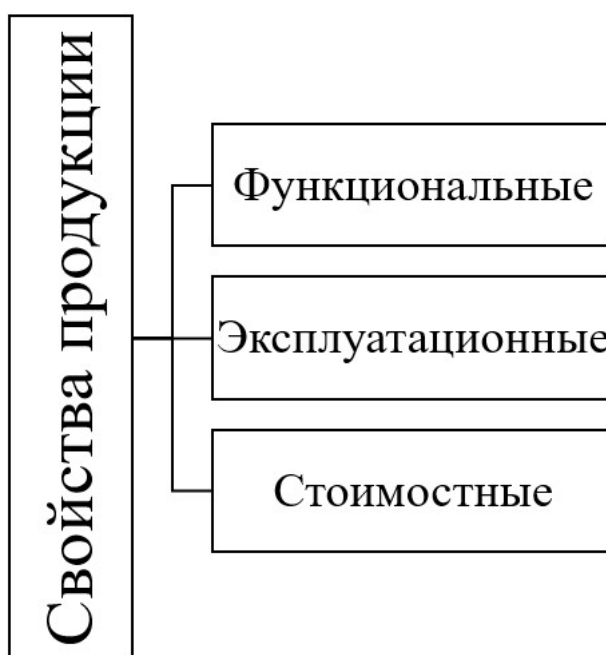 Свойства продукции
Функциональные
Эксплуатационные
Стоимостные